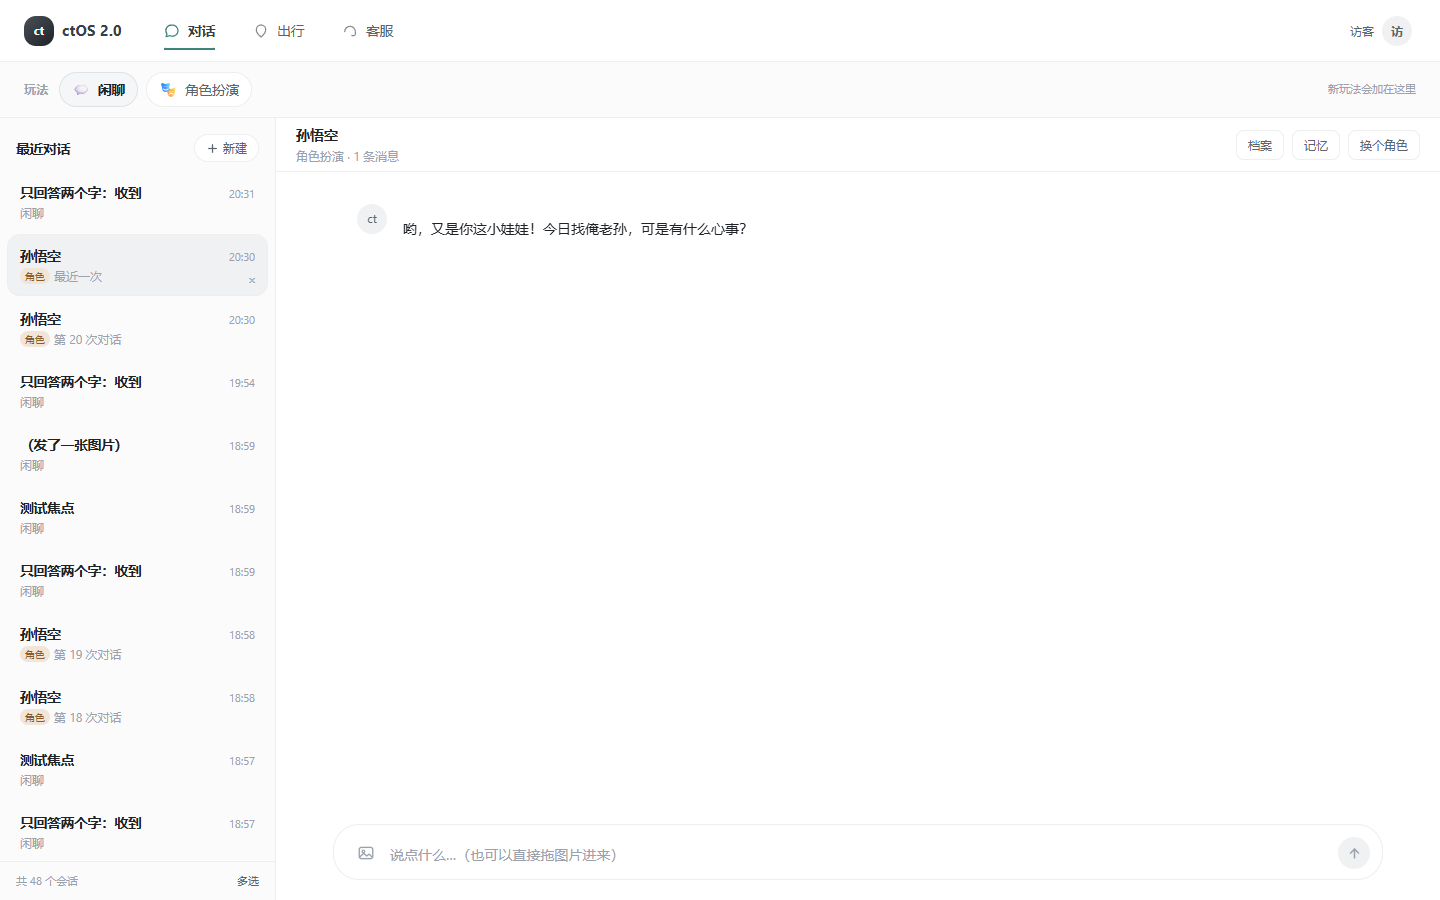 ct ctOS 2.0 对话 出行 客服 访客 访
玩法 闲聊 角色扮演 新玩法会加在这里
最近对话 + 新建
只回答两个字：收到 20:31
闲聊
孙悟空 20:30
角色 最近一次 ×
孙悟空 20:30
角色 第 20 次对话
只回答两个字：收到 19:54
闲聊
（发了一张图片） 18:59
闲聊
测试焦点 18:59
闲聊
只回答两个字：收到 18:59
闲聊
孙悟空 18:58
角色 第 19 次对话
孙悟空 18:58
角色 第 18 次对话
测试焦点 18:57
闲聊
只回答两个字：收到 18:57
闲聊
共 48 个会话 多选
孙悟空
角色扮演 · 1 条消息
档案 记忆 换个角色
ct 哟，又是你这小娃娃！今日找俺老孙，可是有什么心事？
说点什么...（也可以直接拖图片进来）